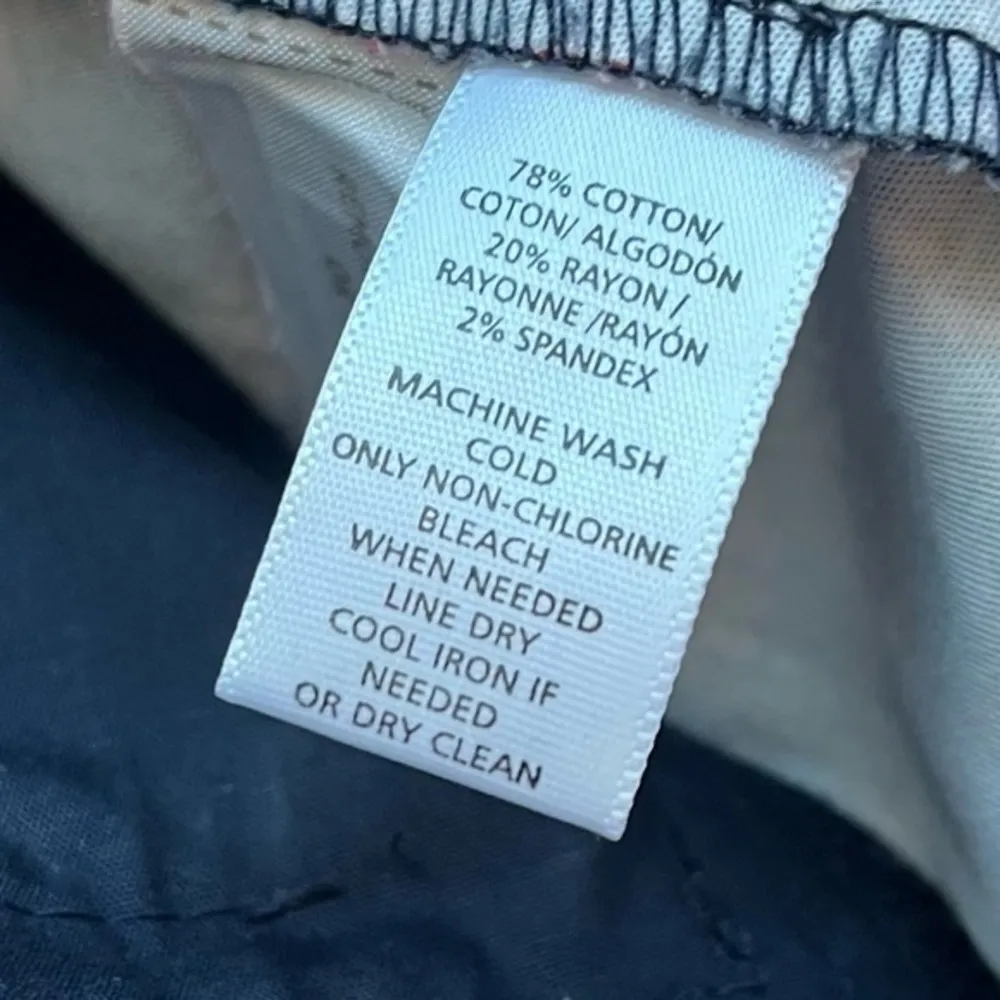 78% COTTON/
COTON/ ALGODÓN
20% RAYON /
RAYONNE /RAYÓN
2% SPANDEX
MACHINE WASH
COLD
ONLY NON-CHLORINE
BLEACH
WHEN NEEDED
LINE DRY
COOL IRON IF
NEEDED
OR DRY CLEAN